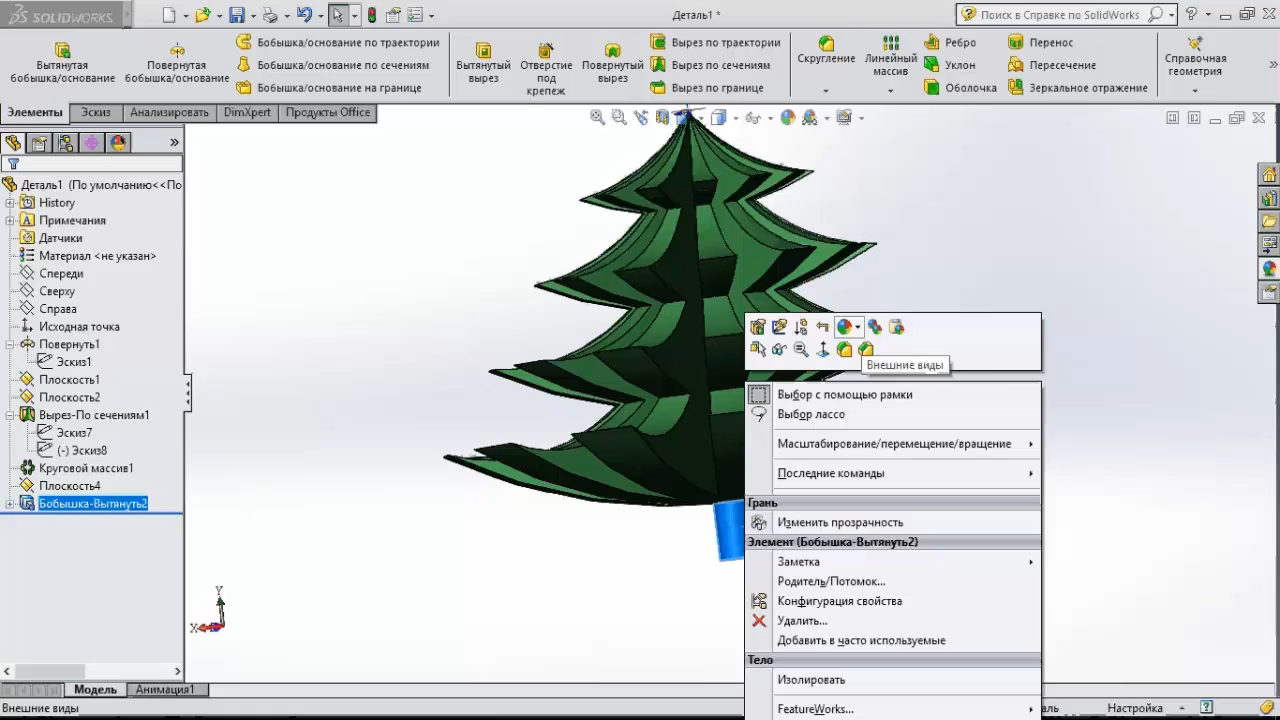 SOLIDWORKS
Деталь1 *
Поиск в Справке по SolidWorks
Вытянутая бобышка/основание
Повернутая бобышка/основание
Бобышка/основание по траектории
Бобышка/основание по сечениям
Бобышка/основание на границе
Вытянутый вырез
Отверстие под крепеж
Повернутый вырез
Вырез по траектории
Вырез по сечениям
Вырез по границе
Скругление
Линейный массив
Ребро
Уклон
Оболочка
Перенос
Пересечение
Зеркальное отражение
Справочная геометрия
Элементы
Эскиз
Анализировать
DimXpert
Продукты Office
Деталь1 (По умолчанию<<По
History
Примечания
Датчики
Материал <не указан>
Спереди
Сверху
Справа
Исходная точка
Повернуть1
Эскиз1
Плоскость1
Плоскость2
Вырез-По сечениям1
Эскиз7
(-) Эскиз8
Круговой массив1
Плоскость4
Бобышка-Вытянуть2
Внешние виды
Выбор с помощью рамки
Выбор лассо
Масштабирование/перемещение/вращение
Последние команды
Грань
Изменить прозрачность
Элемент (Бобышка-Вытянуть2)
Заметка
Родитель/Потомок...
Конфигурация свойства
Удалить...
Добавить в часто используемые
Тело
Изолировать
FeatureWorks...
Y
X
Модель
Анимация1
Внешние виды
аль
Настройка